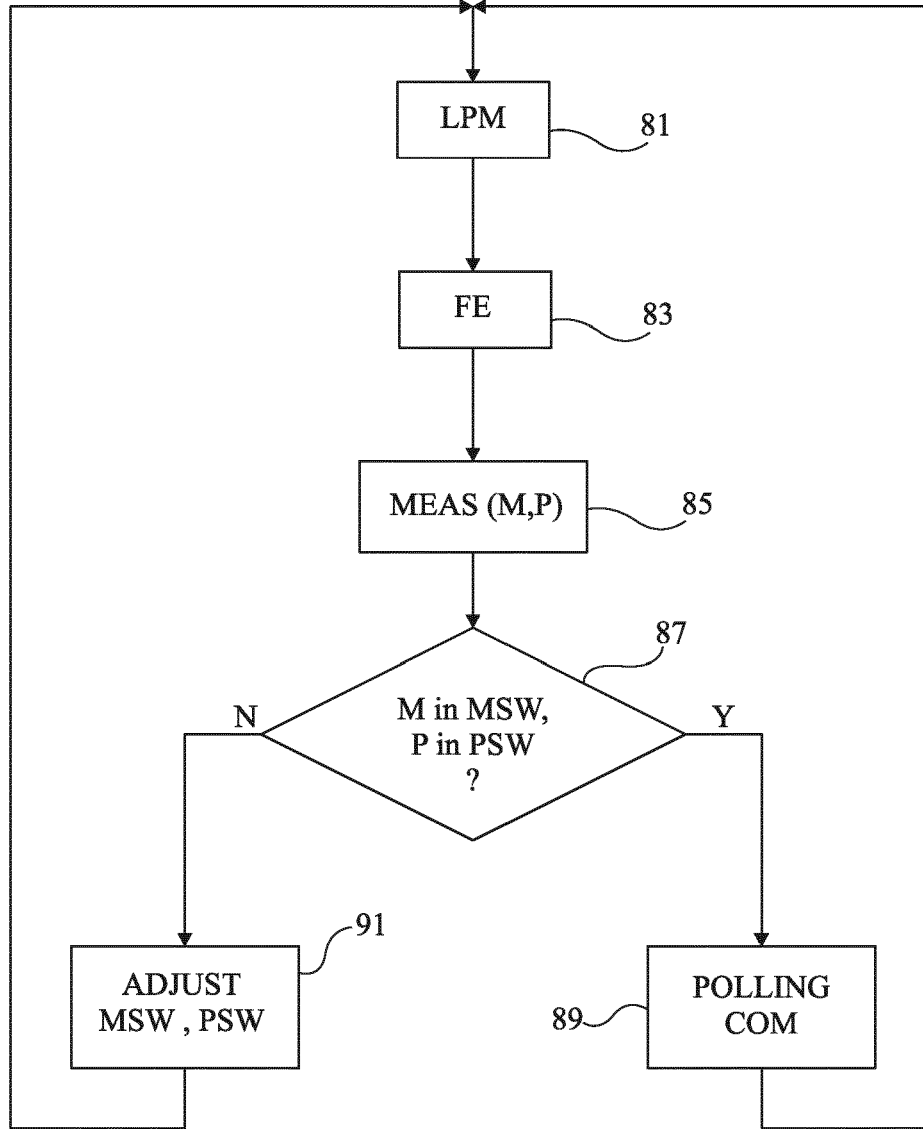 LPM
81
FE
83
MEAS (M,P)
85
87
N
M in MSW,
P in PSW
?
Y
91
ADJUST
MSW , PSW
89
POLLING
COM